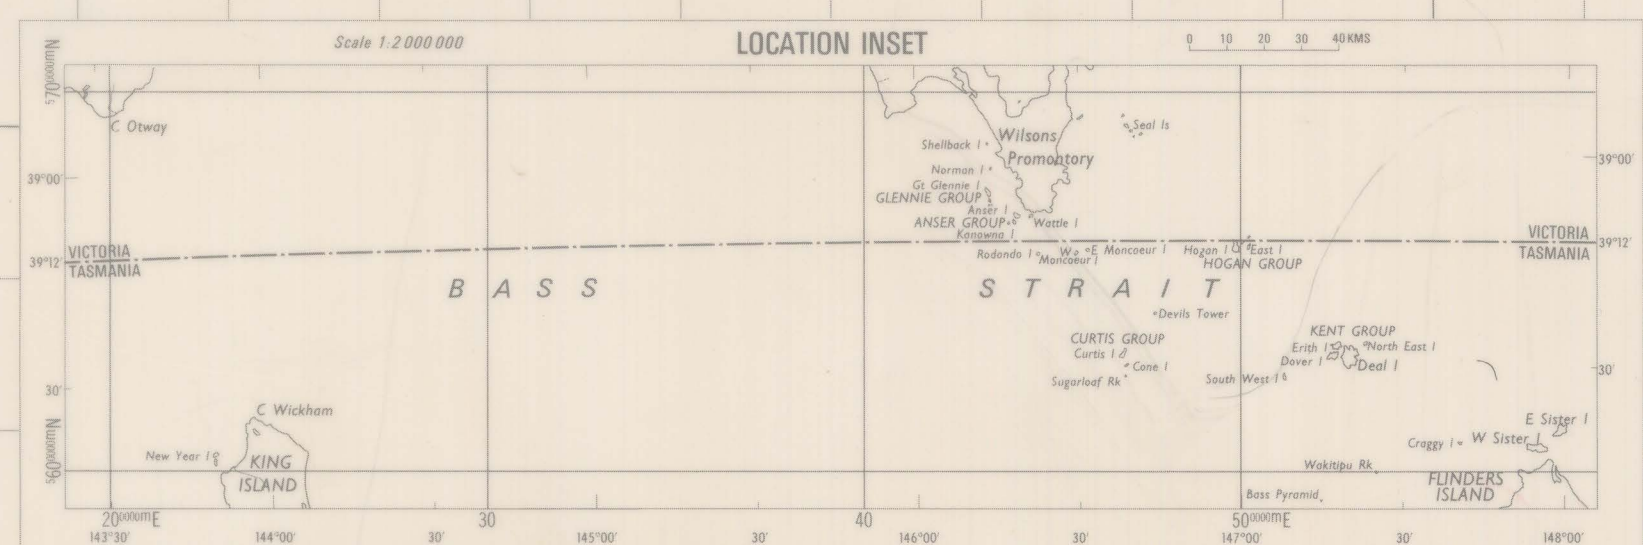 Scale 1:2 000 000
LOCATION INSET
0 10 20 30 40 KMS
5700000mN
C Otway
Wilsons
Promontory
Seal Is
Shellback I
Norman I
39°00'
39°00'
Gt Glennie I
GLENNIE GROUP
Anser I
ANSER GROUP
Wattle I
Kanowna I
VICTORIA
TASMANIA
39°12'
VICTORIA
TASMANIA
39°12'
Rodondo I
W
Moncoeur I
E Moncoeur I
Hogan I
East I
HOGAN GROUP
BASS STRAIT
Devils Tower
CURTIS GROUP
Curtis I
Cone I
Sugarloaf Rk
KENT GROUP
Erith I
North East I
Dover I
Deal I
South West I
30'
30'
C Wickham
New Year I
KING
ISLAND
5600000mN
E Sister I
Craggy I
W Sister I
Wakitipu Rk
FLINDERS
ISLAND
Bass Pyramid
200000mE 30 40 500000mE
143°30' 144°00' 30' 145°00' 30' 146°00' 30' 147°00' 30' 148°00'